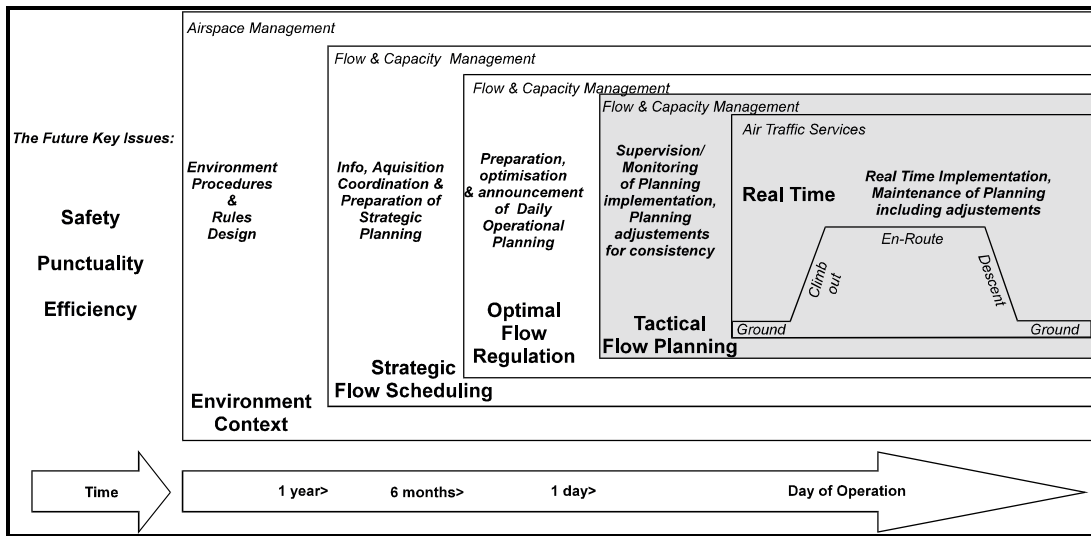 Airspace Management
Flow & Capacity Management
Flow & Capacity Management
Flow & Capacity Management
Air Traffic Services
The Future Key Issues:
Safety
Punctuality
Efficiency
Environment
Procedures
&
Rules
Design
Environment
Context
Info, Aquisition
Coordination &
Preparation of
Strategic
Planning
Strategic
Flow Scheduling
Preparation,
optimisation
& announcement
of Daily
Operational
Planning
Optimal
Flow
Regulation
Supervision/
Monitoring
of Planning
implementation,
Planning
adjustements
for consistency
Tactical
Flow Planning
Real Time
Real Time Implementation,
Maintenance of Planning
including adjustements
En-Route
Climb
out
Descent
Ground
Ground
Time
1 year>
6 months>
1 day>
Day of Operation